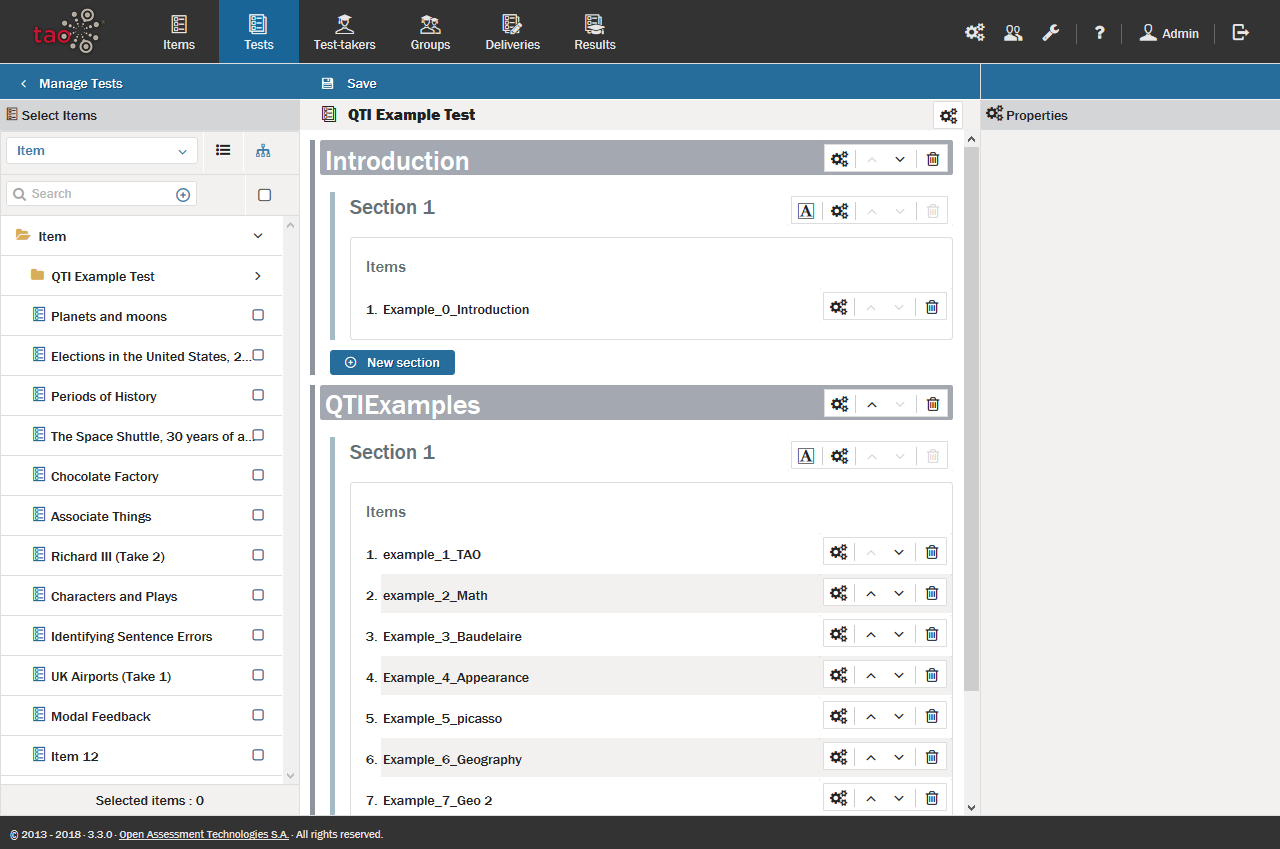 tao
Items
Tests
Test-takers
Groups
Deliveries
Results
?
Admin
Manage Tests
Save
Select Items
QTI Example Test
Properties
Item
Search
Item
QTI Example Test
Planets and moons
Elections in the United States, 2...
Periods of History
The Space Shuttle, 30 years of a...
Chocolate Factory
Associate Things
Richard III (Take 2)
Characters and Plays
Identifying Sentence Errors
UK Airports (Take 1)
Modal Feedback
Item 12
Selected items : 0
Introduction
Section 1
A
Items
1. Example_0_Introduction
New section
QTIExamples
Section 1
A
Items
1. example_1_TAO
2. example_2_Math
3. Example_3_Baudelaire
4. Example_4_Appearance
5. Example_5_picasso
6. Example_6_Geography
7. Example_7_Geo 2
© 2013 - 2018 · 3.3.0 · Open Assessment Technologies S.A. · All rights reserved.